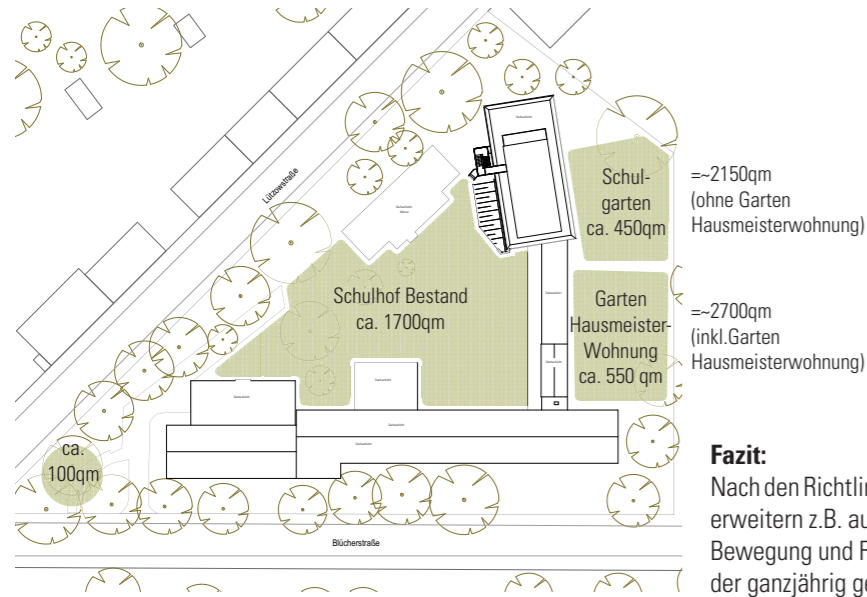 Lützowstraße
Schul-
garten
ca. 450qm
=~2150qm
(ohne Garten
Hausmeisterwohnung)
Schulhof Bestand
ca. 1700qm
Garten
Hausmeister-
Wohnung
ca. 550 qm
=~2700qm
(inkl.Garten
Hausmeisterwohnung)
ca.
100qm
Blücherstraße
Fazit:
Nach den Richtlin
erweitern z.B. au
Bewegung und R
der ganzjährig ge